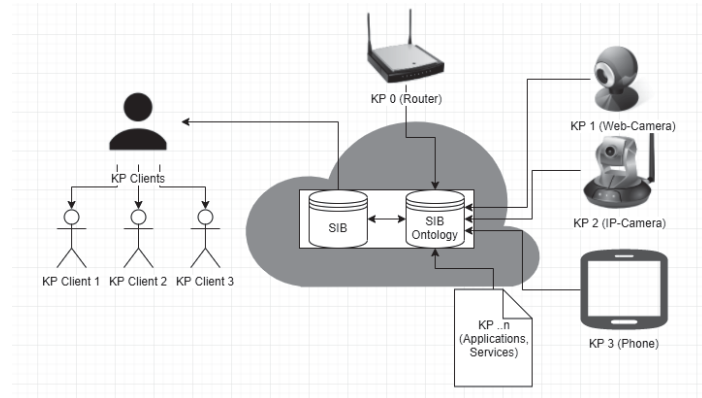 KP 0 (Router)
KP 1 (Web-Camera)
KP Clients
KP 2 (IP-Camera)
SIB
SIB
Ontology
KP Client 1
KP Client 2
KP Client 3
KP ..n
(Applications,
Services)
KP 3 (Phone)